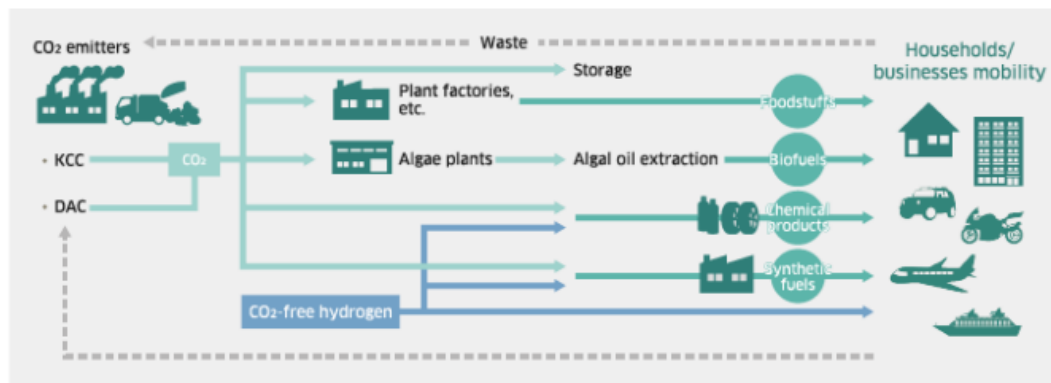 CO₂ emitters
Waste
Households/
businesses mobility
Storage
Plant factories,
etc.
Foodstuffs
• KCC
CO₂
Algae plants
Algal oil extraction
Biofuels
• DAC
Chemical
products
Synthetic
fuels
CO₂-free hydrogen